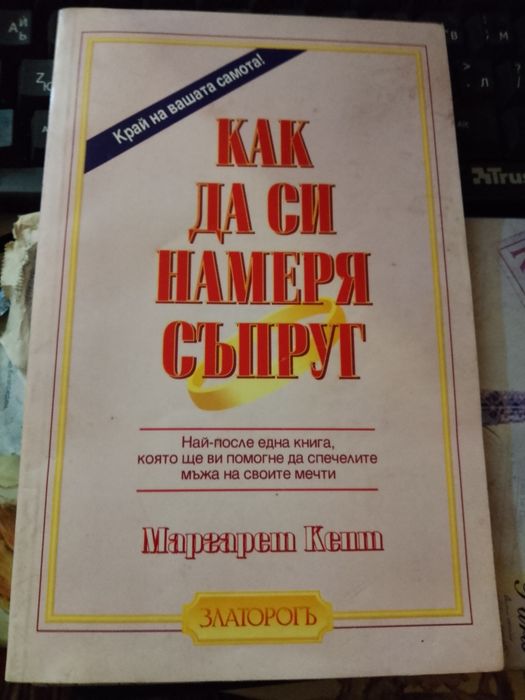 Край на вашата самота!
КАК
ДА СИ
НАМЕРЯ
СЪПРУГ
Най-после една книга,
която ще ви помогне да спечелите
мъжа на своите мечти
Маргарет Кент
ЗЛАТОРОГЪ
Trus